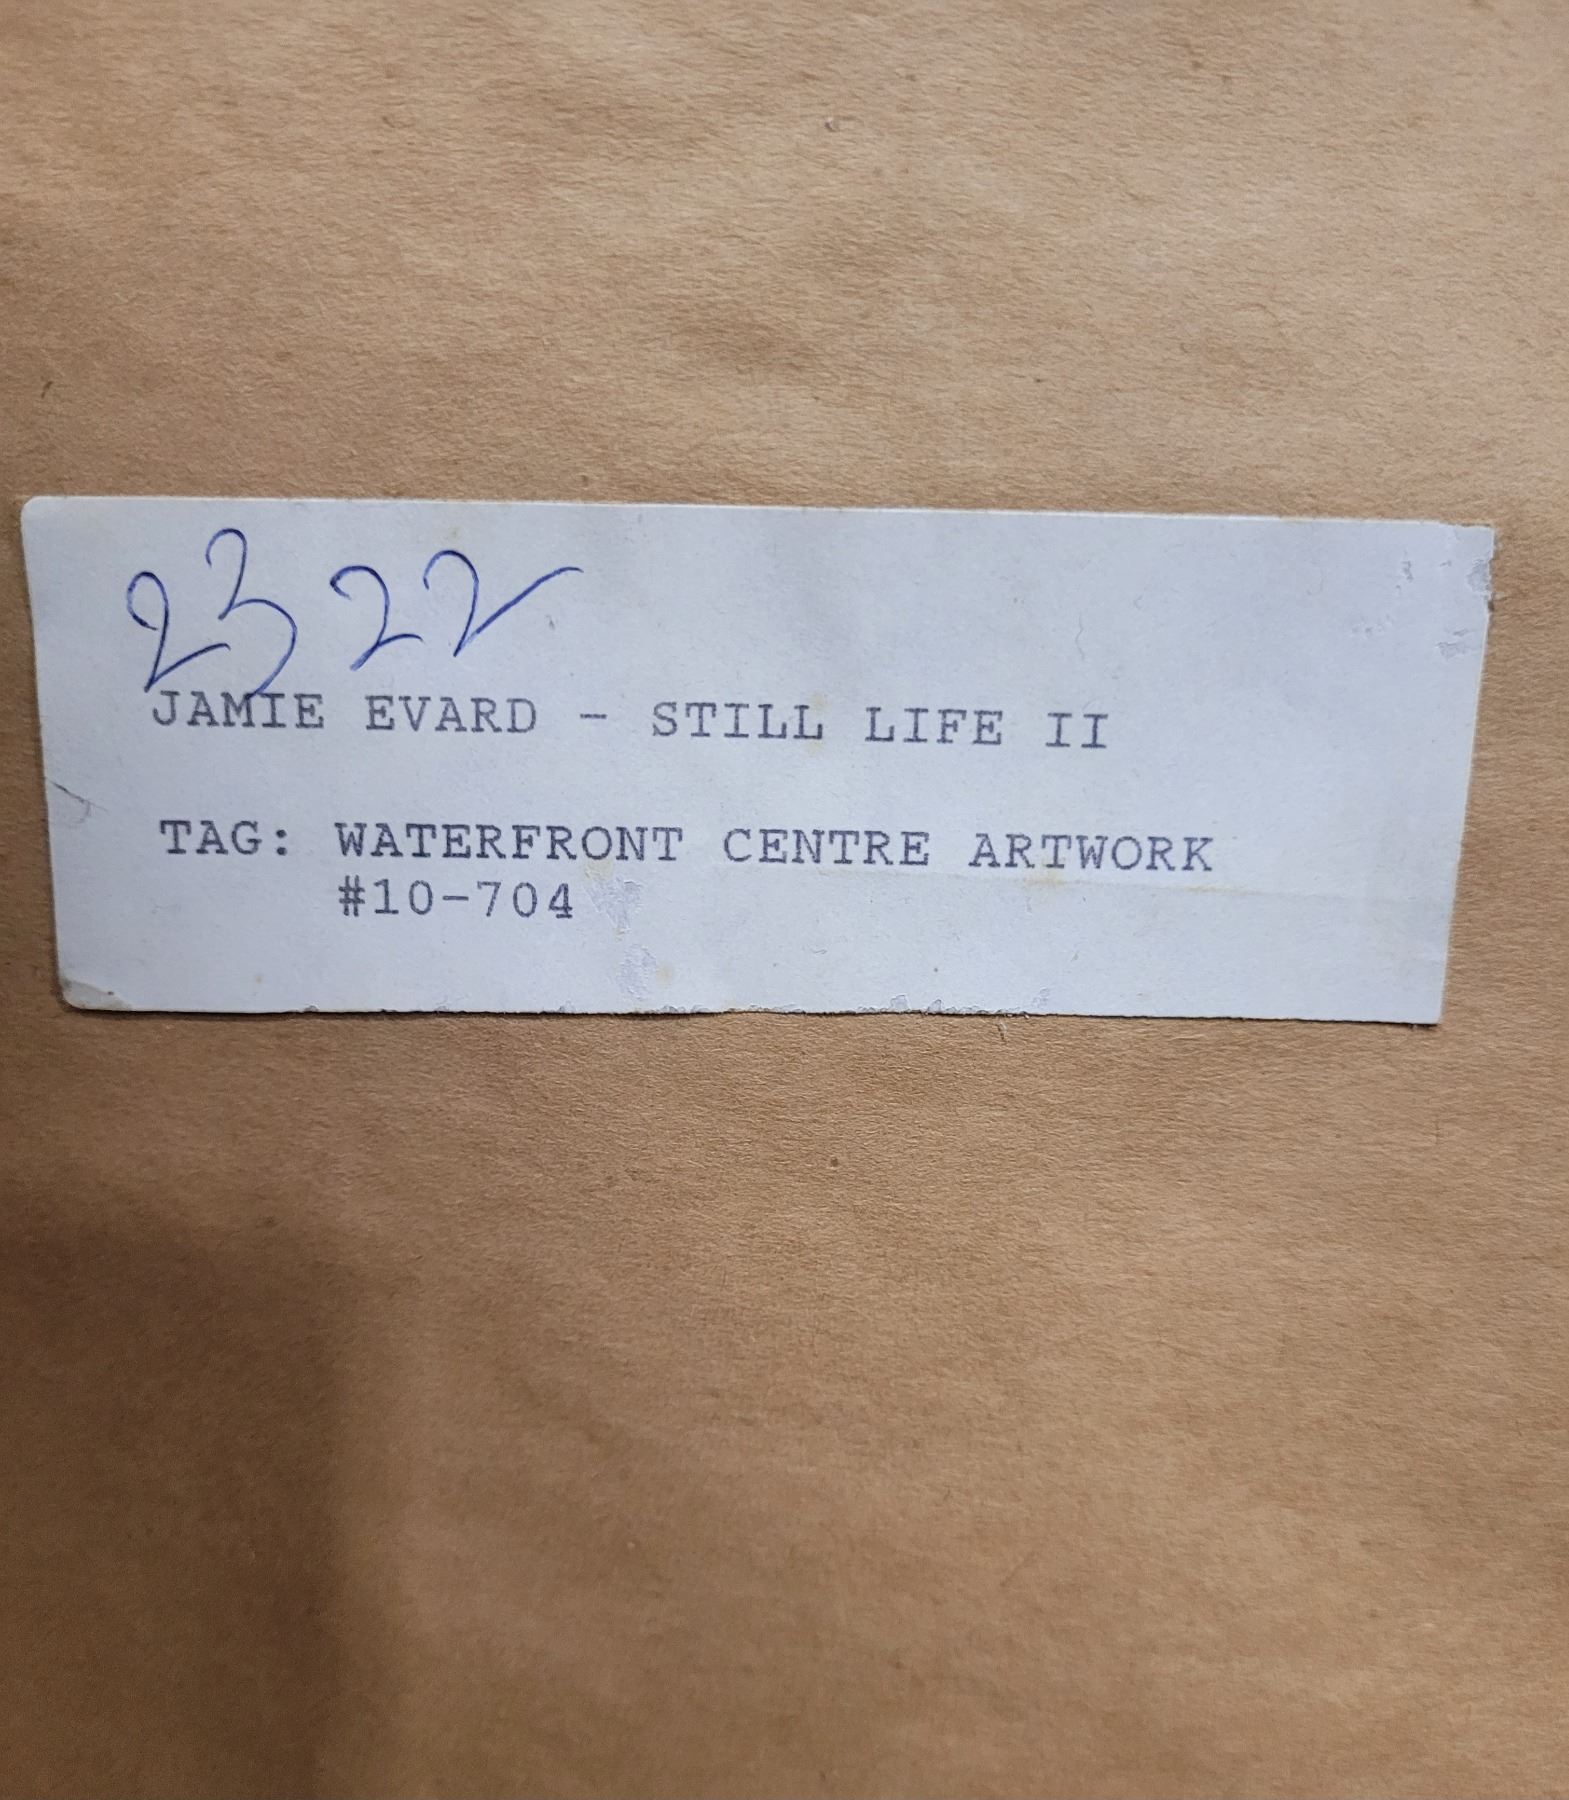 2322
JAMIE EVARD - STILL LIFE II
TAG: WATERFRONT CENTRE ARTWORK
#10-704